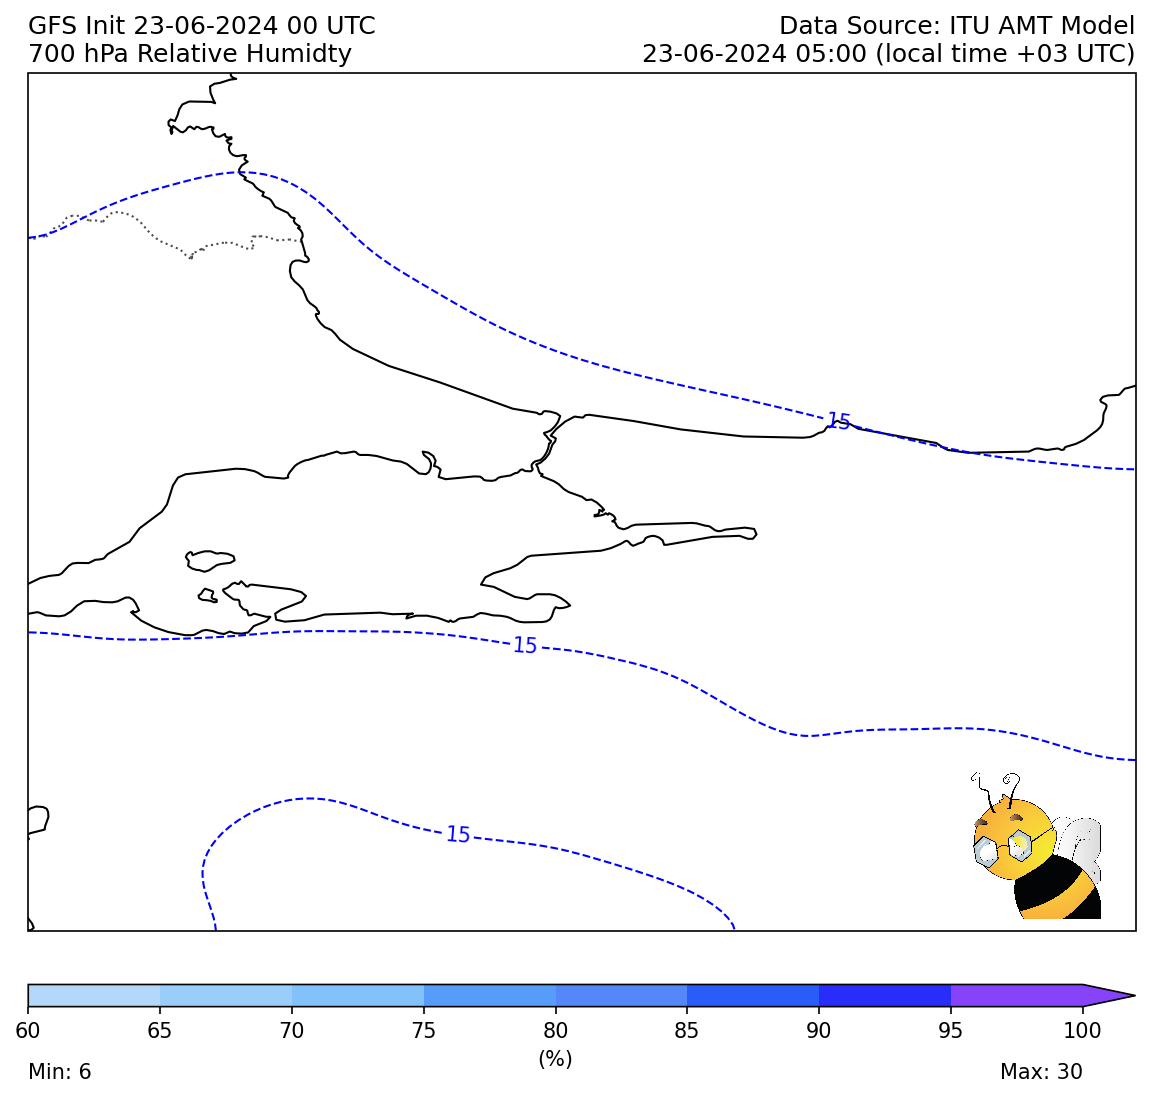 GFS Init 23-06-2024 00 UTC
Data Source: ITU AMT Model
700 hPa Relative Humidty
23-06-2024 05:00 (local time +03 UTC)
15
15
15
60 65 70 75 80 85 90 95 100
(%)
Min: 6
Max: 30